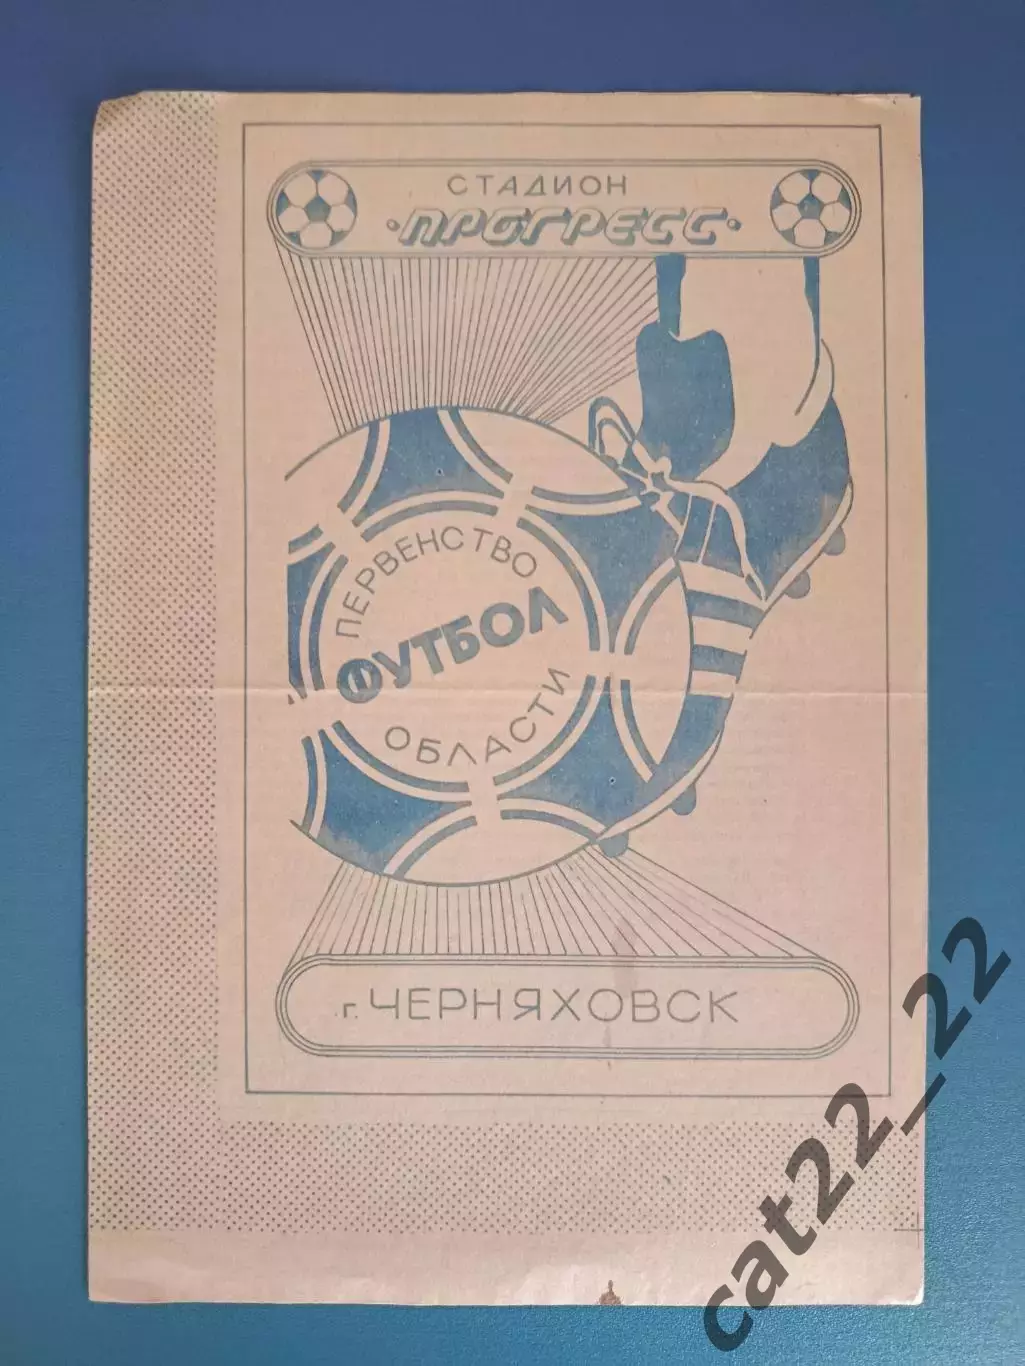 СТАДИОН
·ПРОГРЕСС·
ПЕРВЕНСТВО
ФУТБОЛ
ОБЛАСТИ
г. ЧЕРНЯХОВСК
cat22_22